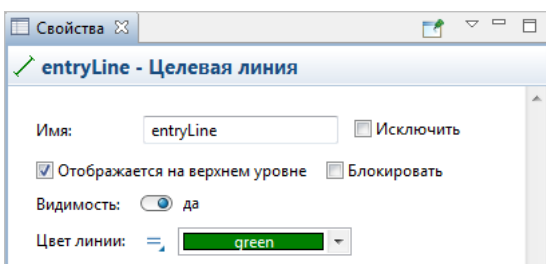 Свойства
entryLine - Целевая линия
Имя: entryLine Исключить
Отображается на верхнем уровне Блокировать
Видимость: да
Цвет линии: green